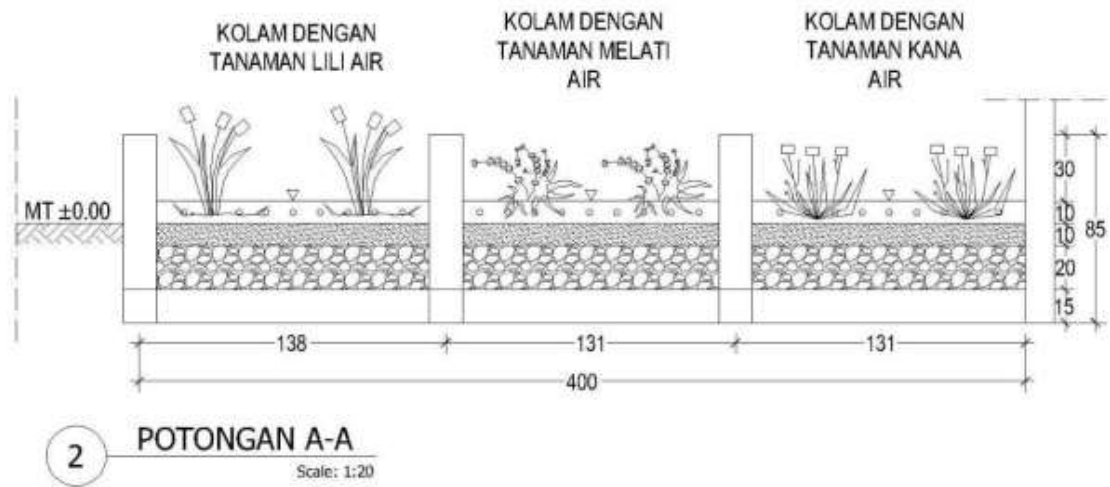 KOLAM DENGAN
TANAMAN LILI AIR
KOLAM DENGAN
TANAMAN MELATI
AIR
KOLAM DENGAN
TANAMAN KANA
AIR
MT ±0.00
30
10
10
85
20
15
138
131
131
400
2
POTONGAN A-A
Scale: 1:20